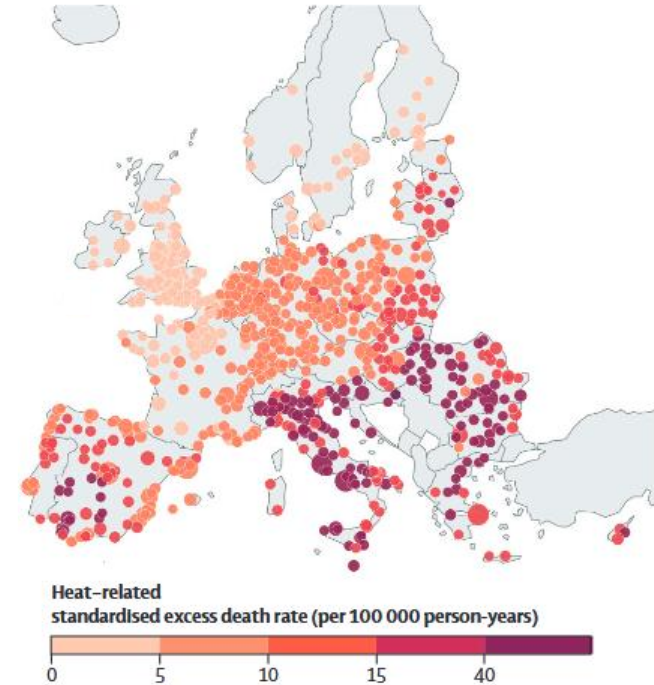 Heat-related
standardised excess death rate (per 100 000 person-years)
0 5 10 15 40